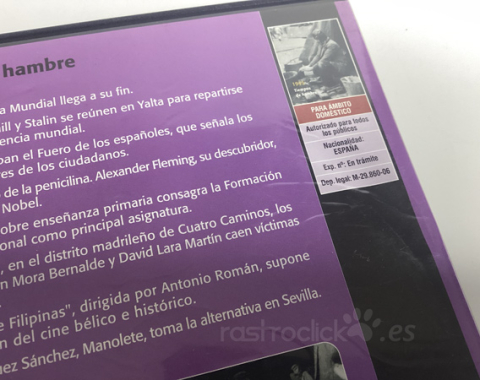 hambre
a Mundial llega a su fin.
ill y Stalin se reúnen en Yalta para repartirse
encia mundial.
ban el Fuero de los españoles, que señala los
es de los ciudadanos.
de la penicilina. Alexander Fleming, su descubridor,
Nobel.
obre enseñanza primaria consagra la Formación
onal como principal asignatura.
, en el distrito madrileño de Cuatro Caminos, los
n Mora Bernalde y David Lara Martín caen víctimas
e Filipinas", dirigida por Antonio Román, supone
n del cine bélico e histórico.
uez Sánchez, Manolete, toma la alternativa en Sevilla.
PARA ÁMBITO
DOMÉSTICO
Autorizado para todos
los públicos
Nacionalidad:
ESPAÑA
Exp. nº: En trámite
Dep. legal: M-29.860-06
rastroclick.es